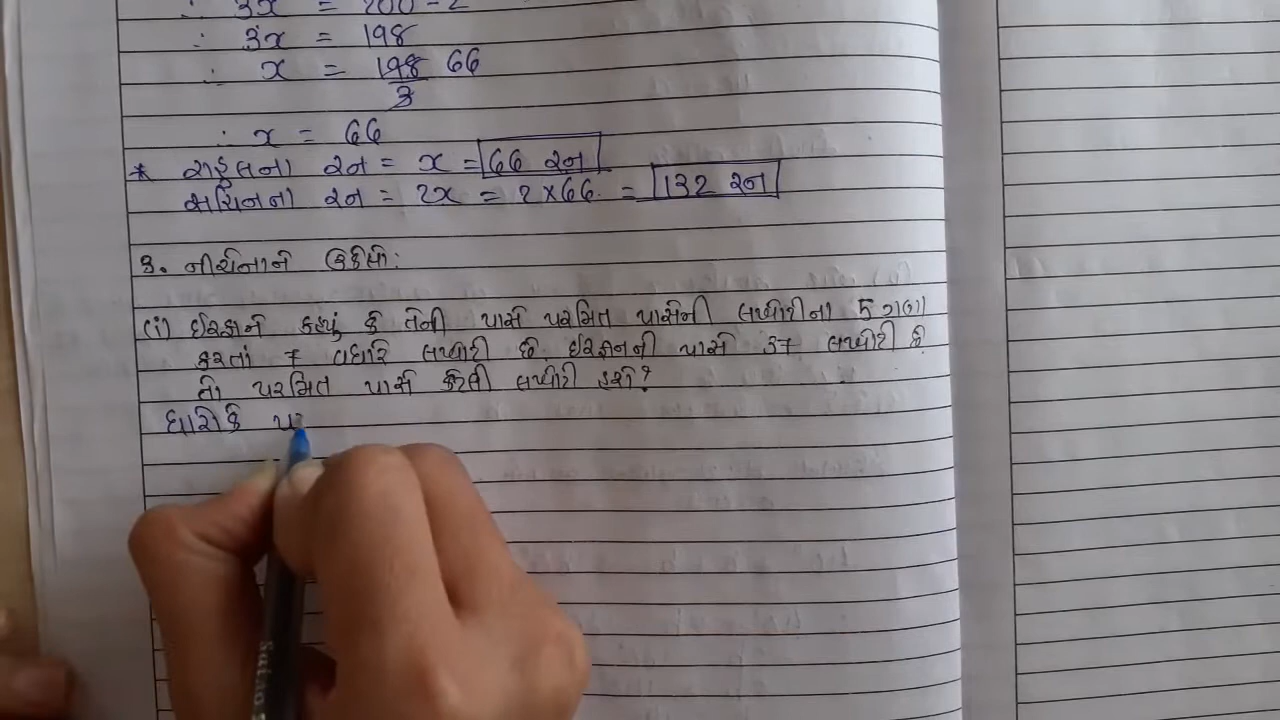 ∴ 3x = 200 - 2
∴ 3x = 198
∴ x = 198/3 66
∴ x = 66
* રાહુલના રન = x = 66 રન
સચિનના રન = 2x = 2 × 66 = 132 રન
3. નીચેનાને ઉકેલો:
(i) ઈરફાને કહ્યું કે તેની પાસે પરમિત પાસેની લખોટીના 5 ગણા
કરતાં 7 વધારે લખોટી છે. ઈરફાનની પાસે 37 લખોટી છે
તો પરમિત પાસે કેટલી લખોટી હશે?
ધારોકે પર